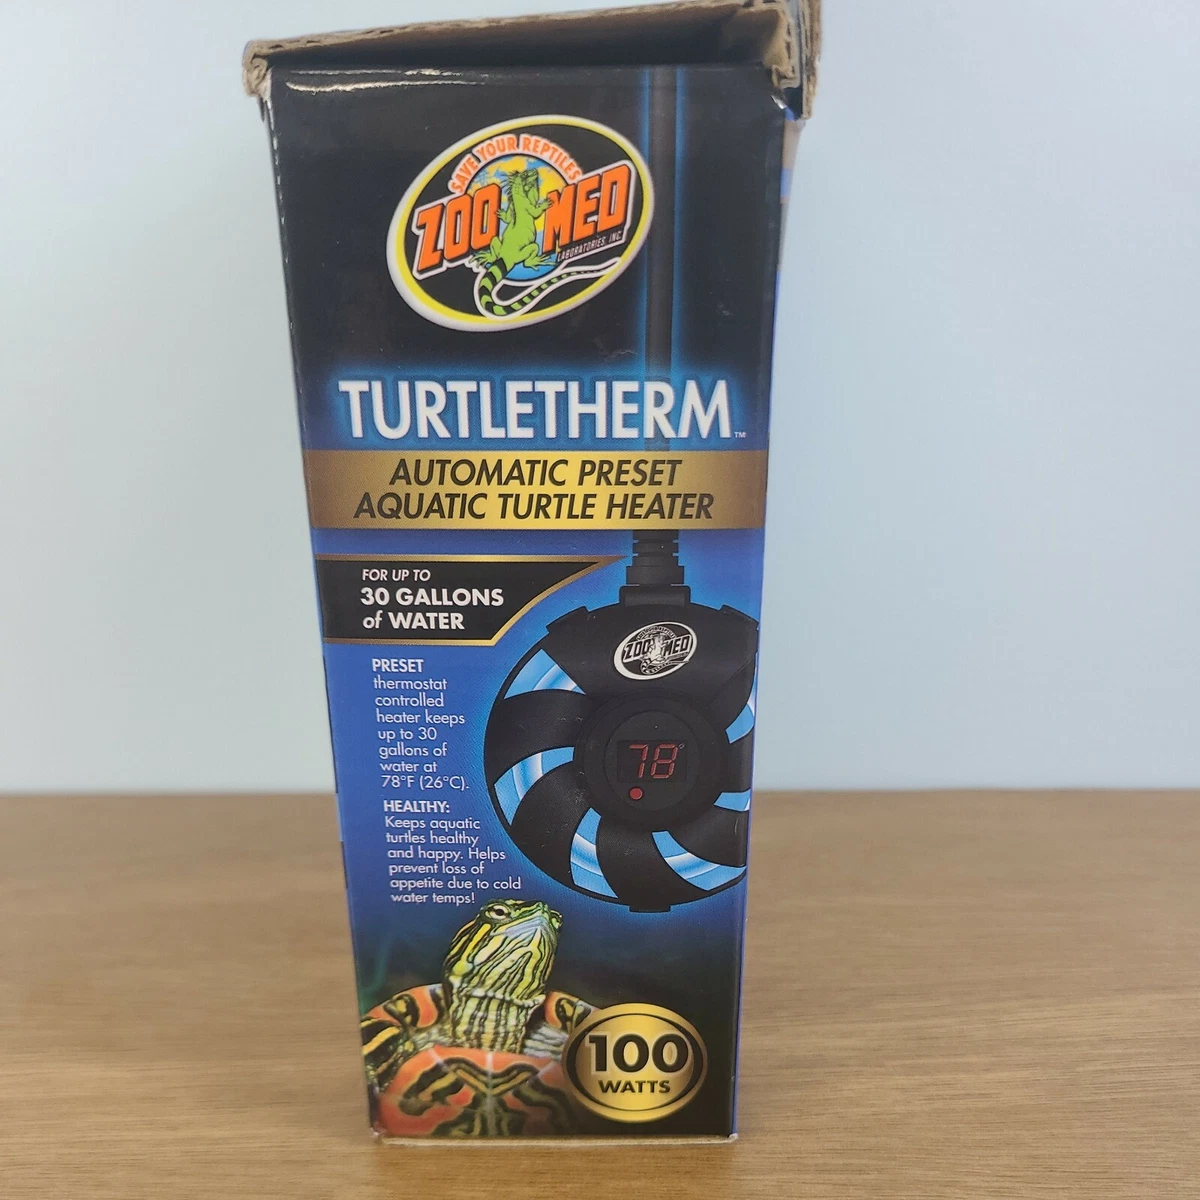 SAVE YOUR REPTILES
ZOO MED
LABORATORIES, INC.
TURTLETHERM™
AUTOMATIC PRESET
AQUATIC TURTLE HEATER
FOR UP TO
30 GALLONS
of WATER
ZOO MED
78°
PRESET
thermostat
controlled
heater keeps
up to 30
gallons of
water at
78°F (26°C).
HEALTHY:
Keeps aquatic
turtles healthy
and happy. Helps
prevent loss of
appetite due to cold
water temps!
100
WATTS